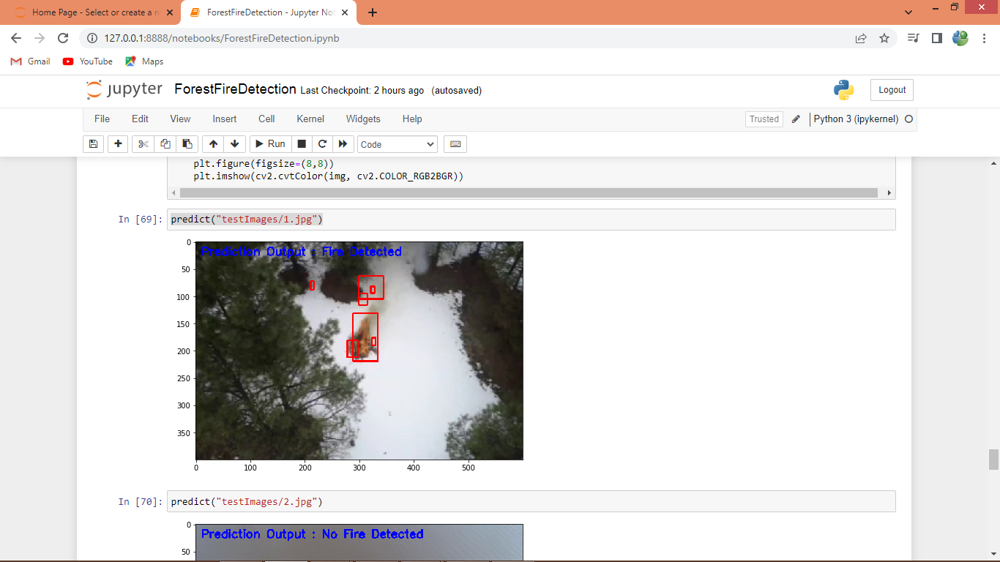 Home Page - Select or create a n
ForestFireDetection - Jupyter Not
127.0.0.1:8888/notebooks/ForestFireDetection.ipynb
Gmail YouTube Maps
jupyter ForestFireDetection Last Checkpoint: 2 hours ago (autosaved)
Logout
File Edit View Insert Cell Kernel Widgets Help
Trusted Python 3 (ipykernel)
Run Code
plt.figure(figsize=(8,8))
plt.imshow(cv2.cvtColor(img, cv2.COLOR_RGB2BGR))
In [69]: predict("testImages/1.jpg")
Prediction Output : Fire Detected
0
50
100
150
200
250
300
350
0 100 200 300 400 500
In [70]: predict("testImages/2.jpg")
Prediction Output : No Fire Detected
0
50